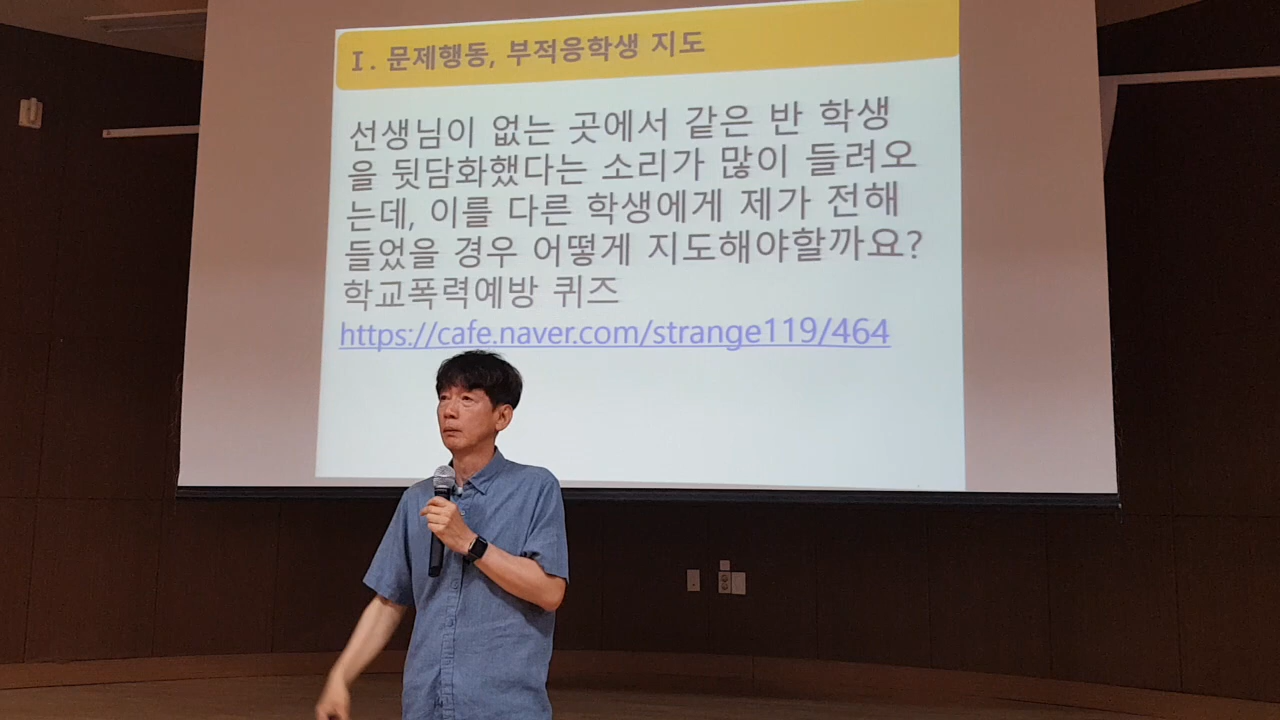 Ⅰ. 문제행동, 부적응학생 지도
선생님이 없는 곳에서 같은 반 학생
을 뒷담화했다는 소리가 많이 들려오
는데, 이를 다른 학생에게 제가 전해
들었을 경우 어떻게 지도해야할까요?
학교폭력예방 퀴즈
https://cafe.naver.com/strange119/464